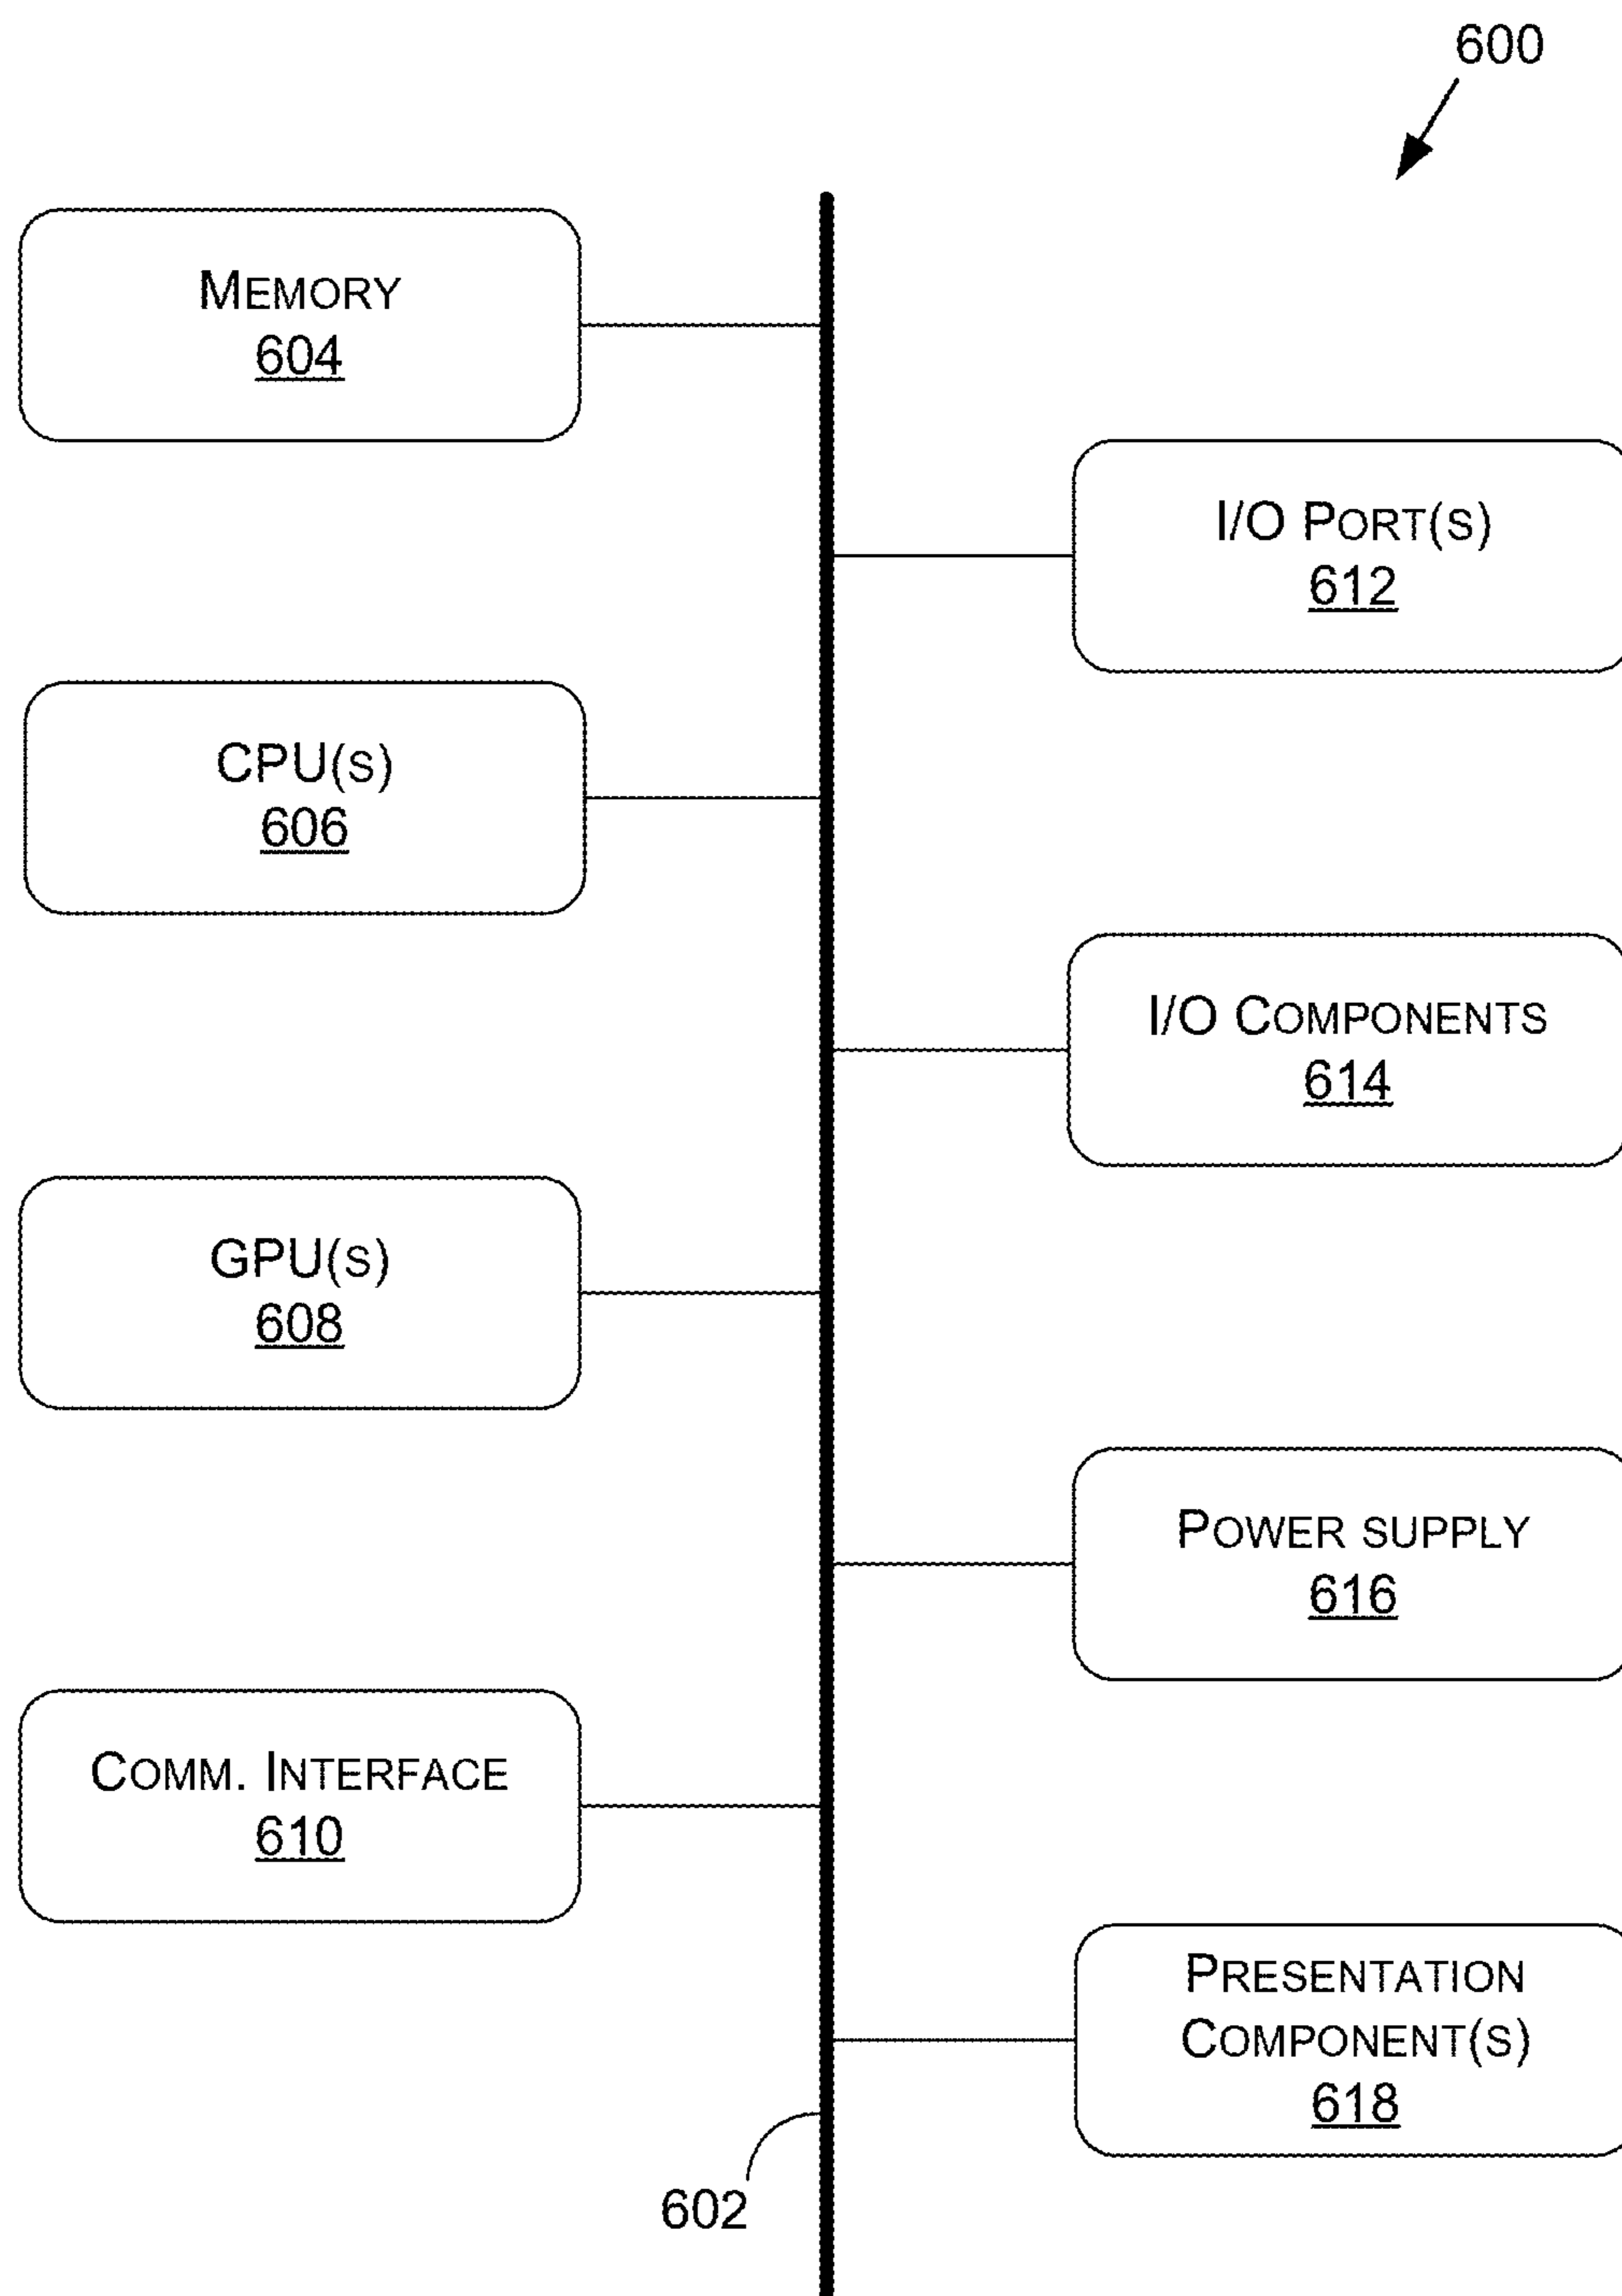 600
MEMORY
604
I/O PORT(S)
612
CPU(S)
606
I/O COMPONENTS
614
GPU(S)
608
POWER SUPPLY
616
COMM. INTERFACE
610
PRESENTATION
COMPONENT(S)
618
602